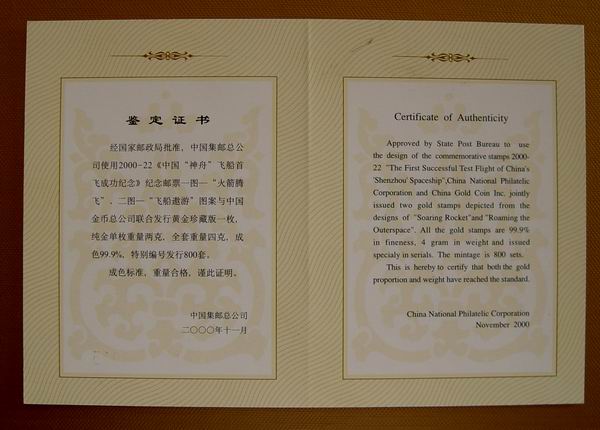 鉴定证书
经国家邮政局批准，中国集邮总公
司使用2000-22《中国“神舟”飞船首
飞成功纪念》纪念邮票一图—“火箭腾
飞”、二图—“飞船遨游”图案与中国
金币总公司联合发行黄金珍藏版一枚，
纯金单枚重量两克，全套重量四克，成
色99.9%，特别编号发行800套。
成色标准，重量合格，谨此证明。
中国集邮总公司
二〇〇〇年十一月
Certificate of Authenticity
Approved by State Post Bureau to use
the design of the commemorative stamps 2000-
22 "The First Successful Test Flight of China's
'Shenzhou' Spaceship",China National Philatelic
Corporation and China Gold Coin Inc. jointly
issued two gold stamps depicted from the
designs of "Soaring Rocket"and "Roaming the
Outerspace". All the gold stamps are 99.9%
in fineness, 4 gram in weight and issued
specialy in serials. The mintage is 800 sets.
This is hereby to certify that both the gold
proportion and weight have reached the standard.
China National Philatelic Corporation
November 2000